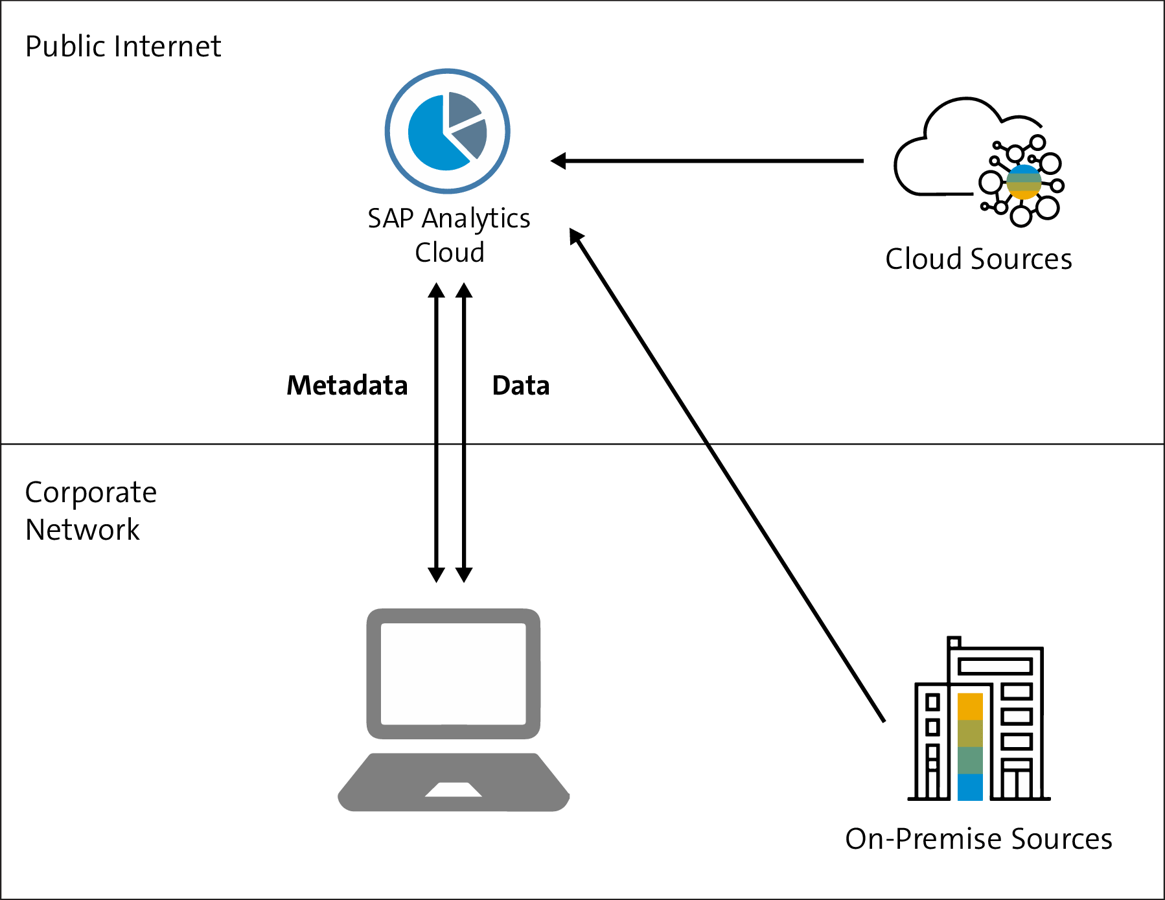 Public Internet
SAP Analytics
Cloud
Cloud Sources
Metadata
Data
Corporate
Network
On-Premise Sources